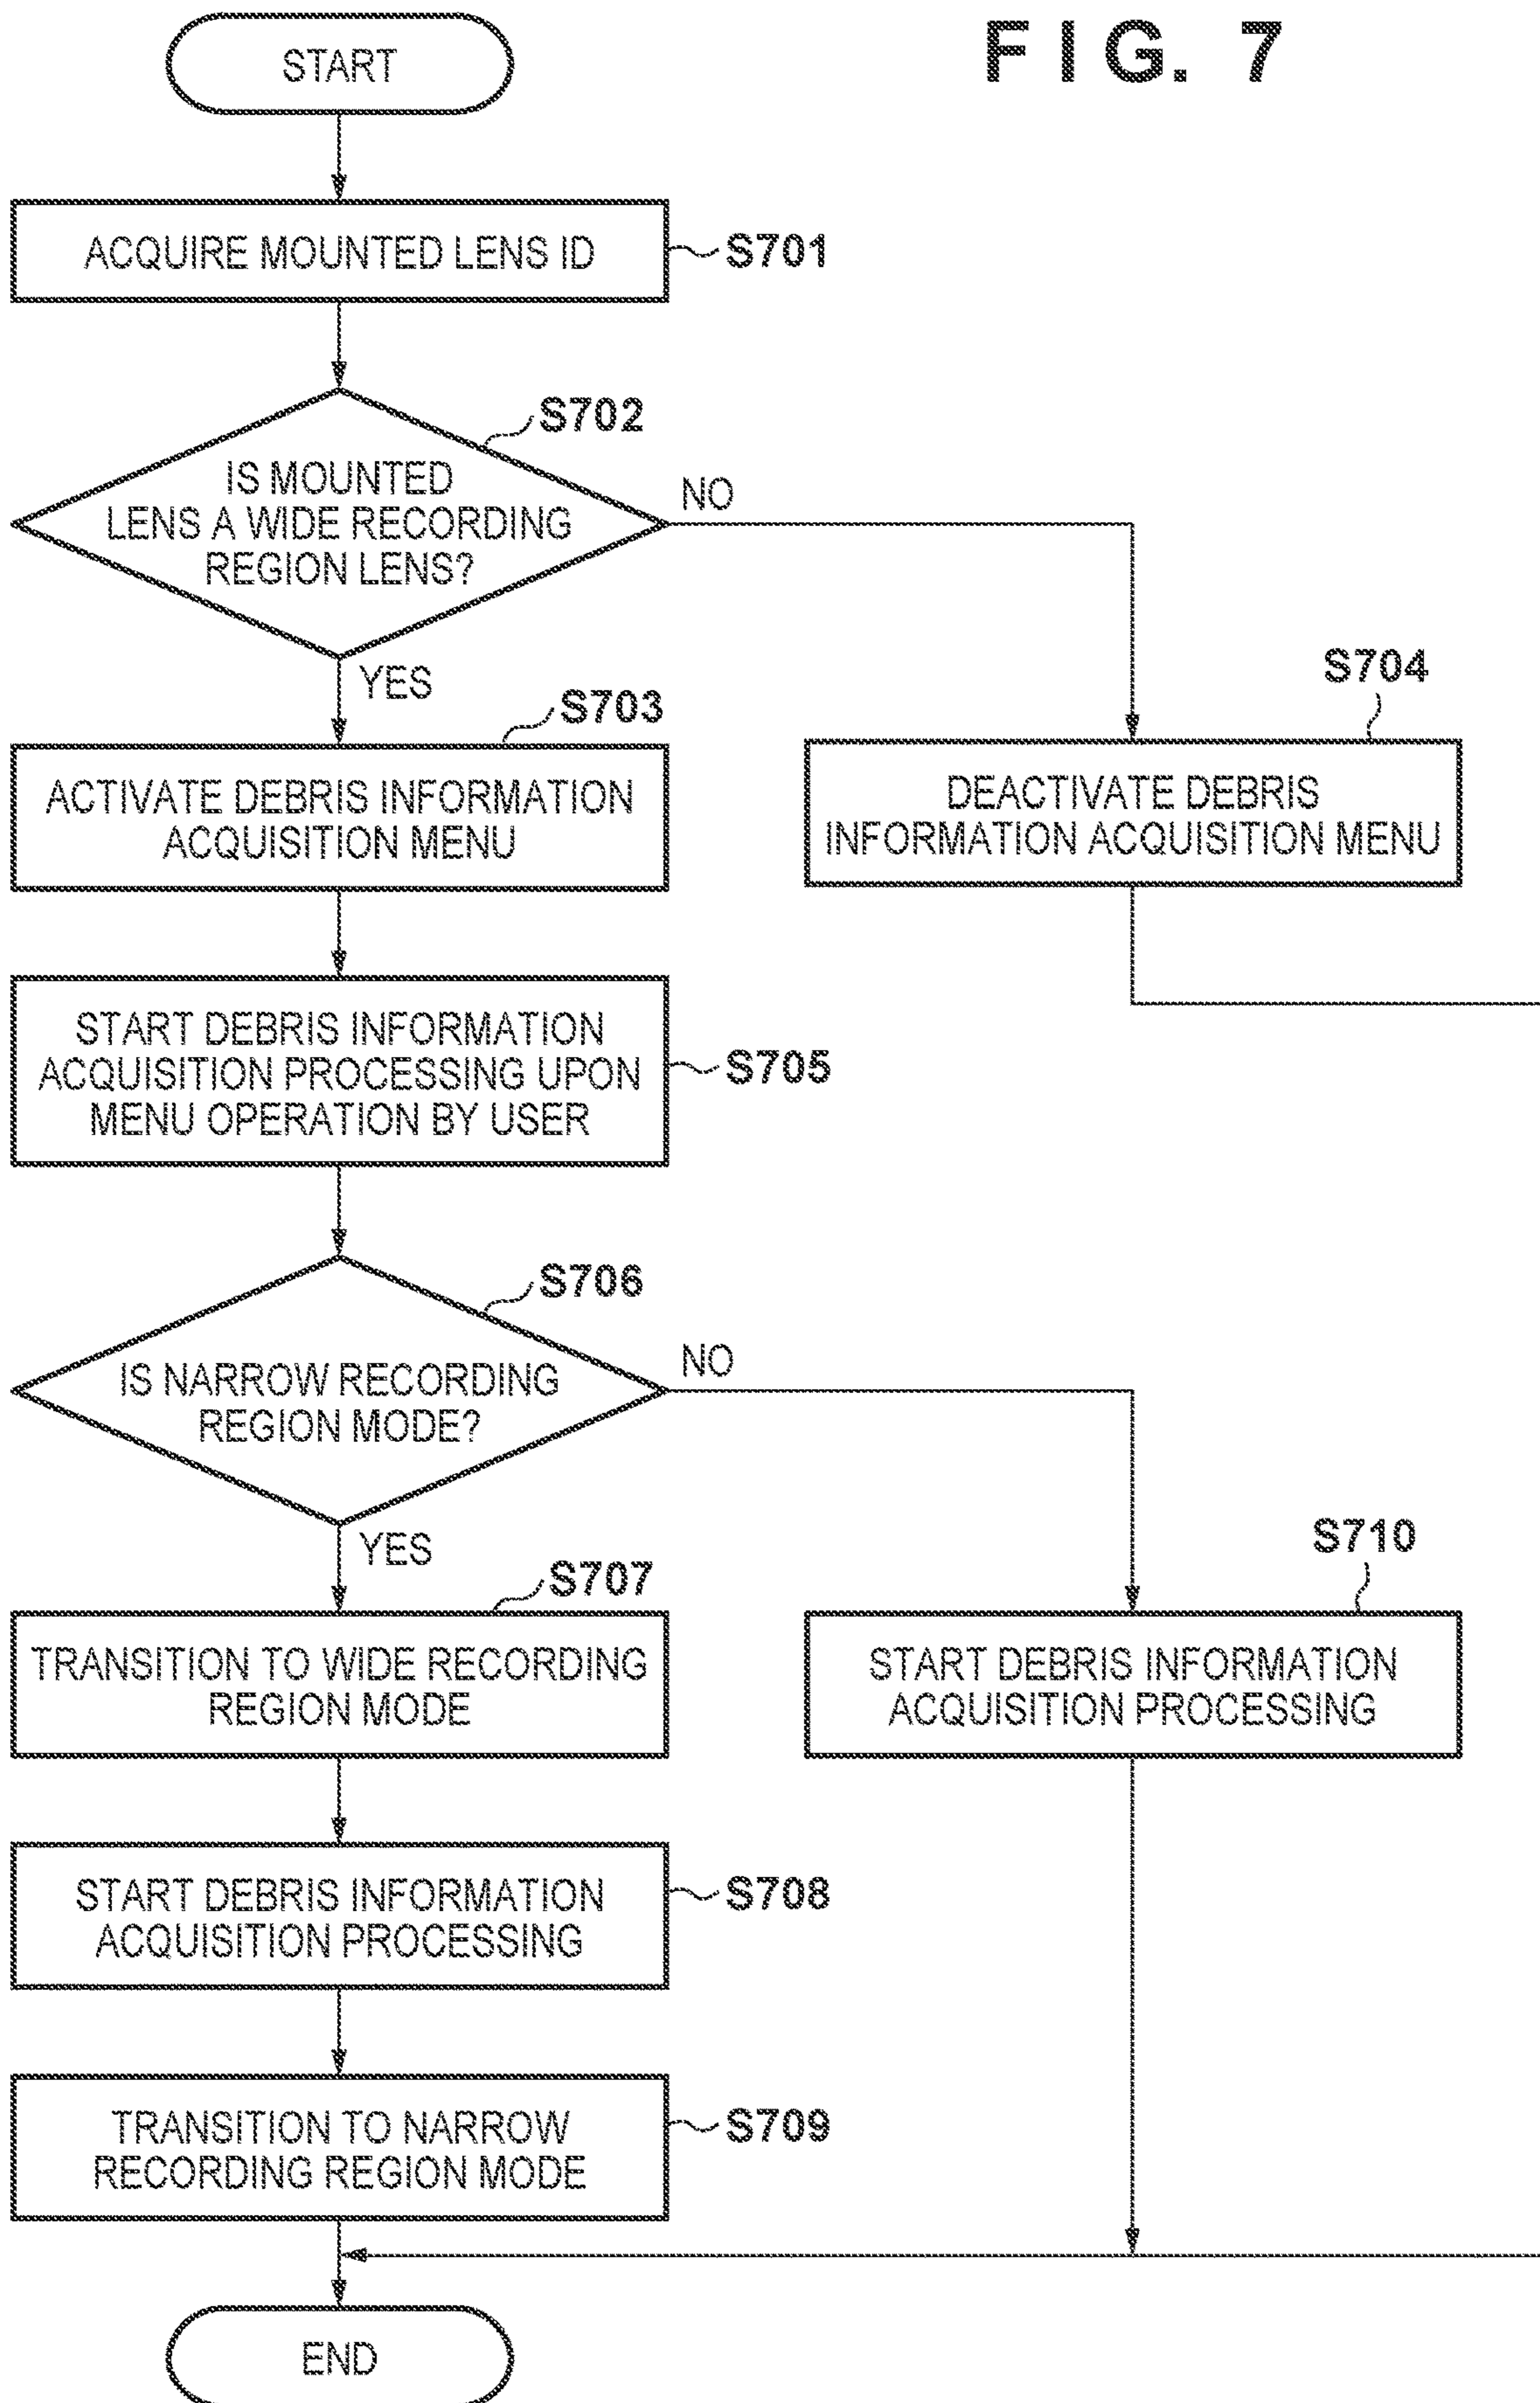 FIG. 7
START
ACQUIRE MOUNTED LENS ID
S701
S702
IS MOUNTED
LENS A WIDE RECORDING
REGION LENS?
NO
YES
S703
ACTIVATE DEBRIS INFORMATION
ACQUISITION MENU
S704
DEACTIVATE DEBRIS
INFORMATION ACQUISITION MENU
START DEBRIS INFORMATION
ACQUISITION PROCESSING UPON
MENU OPERATION BY USER
S705
S706
IS NARROW RECORDING
REGION MODE?
NO
YES
S707
TRANSITION TO WIDE RECORDING
REGION MODE
S710
START DEBRIS INFORMATION
ACQUISITION PROCESSING
START DEBRIS INFORMATION
ACQUISITION PROCESSING
S708
TRANSITION TO NARROW
RECORDING REGION MODE
S709
END